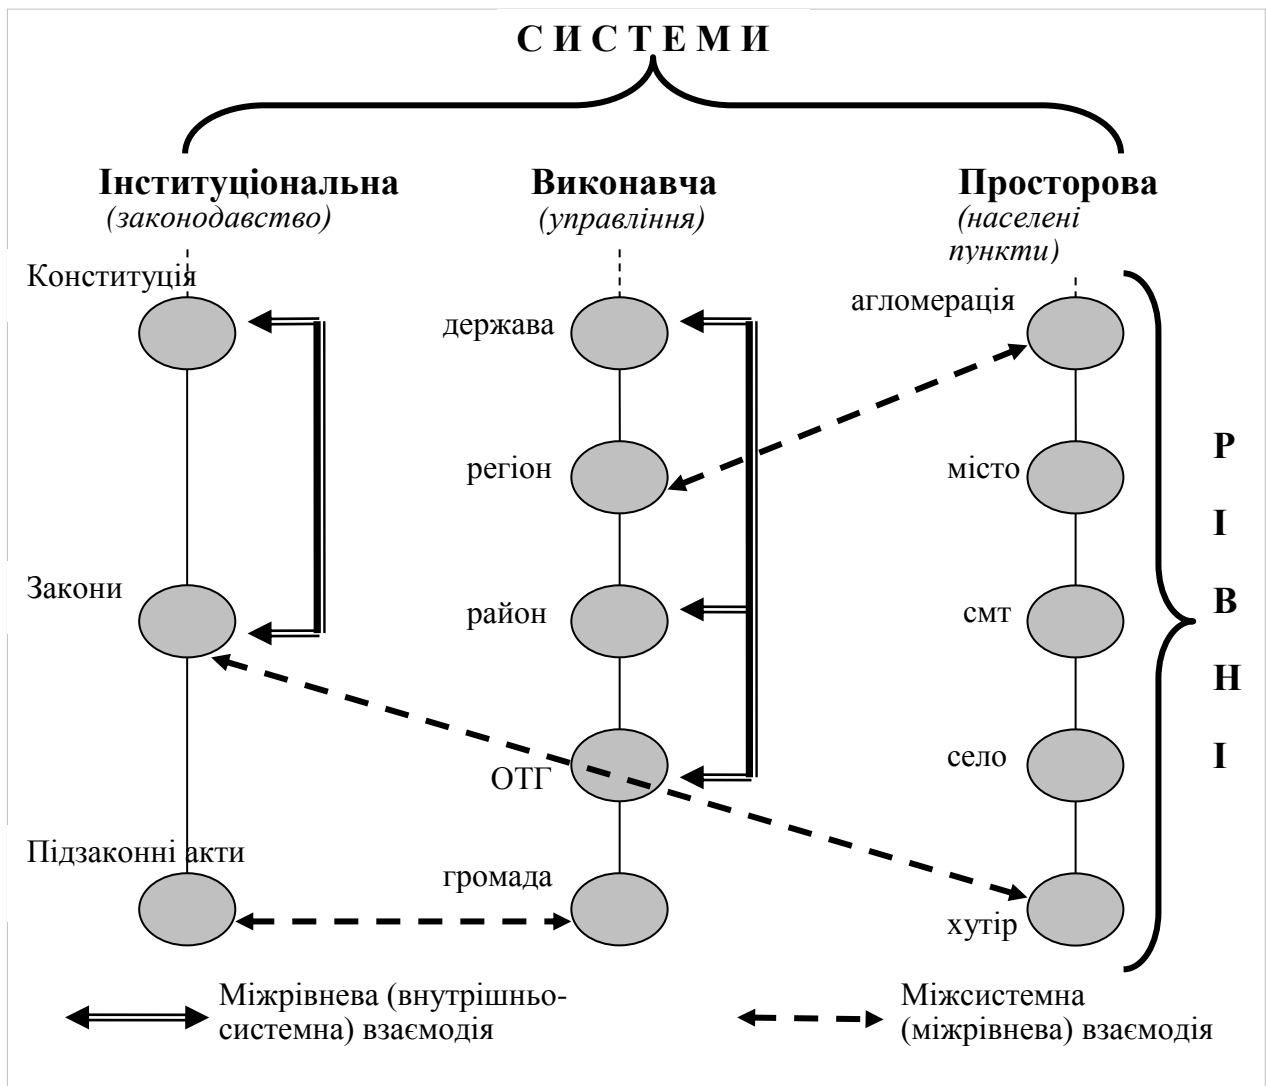 СИСТЕМИ
Інституціональна
(законодавство)
Виконавча
(управління)
Просторова
(населені
пункти)
Конституція
Закони
Підзаконні акти
держава
регіон
район
ОТГ
громада
агломерація
місто
смт
село
хутір
Р
І
В
Н
І
Міжрівнева (внутрішньо-
системна) взаємодія
Міжсистемна
(міжрівнева) взаємодія